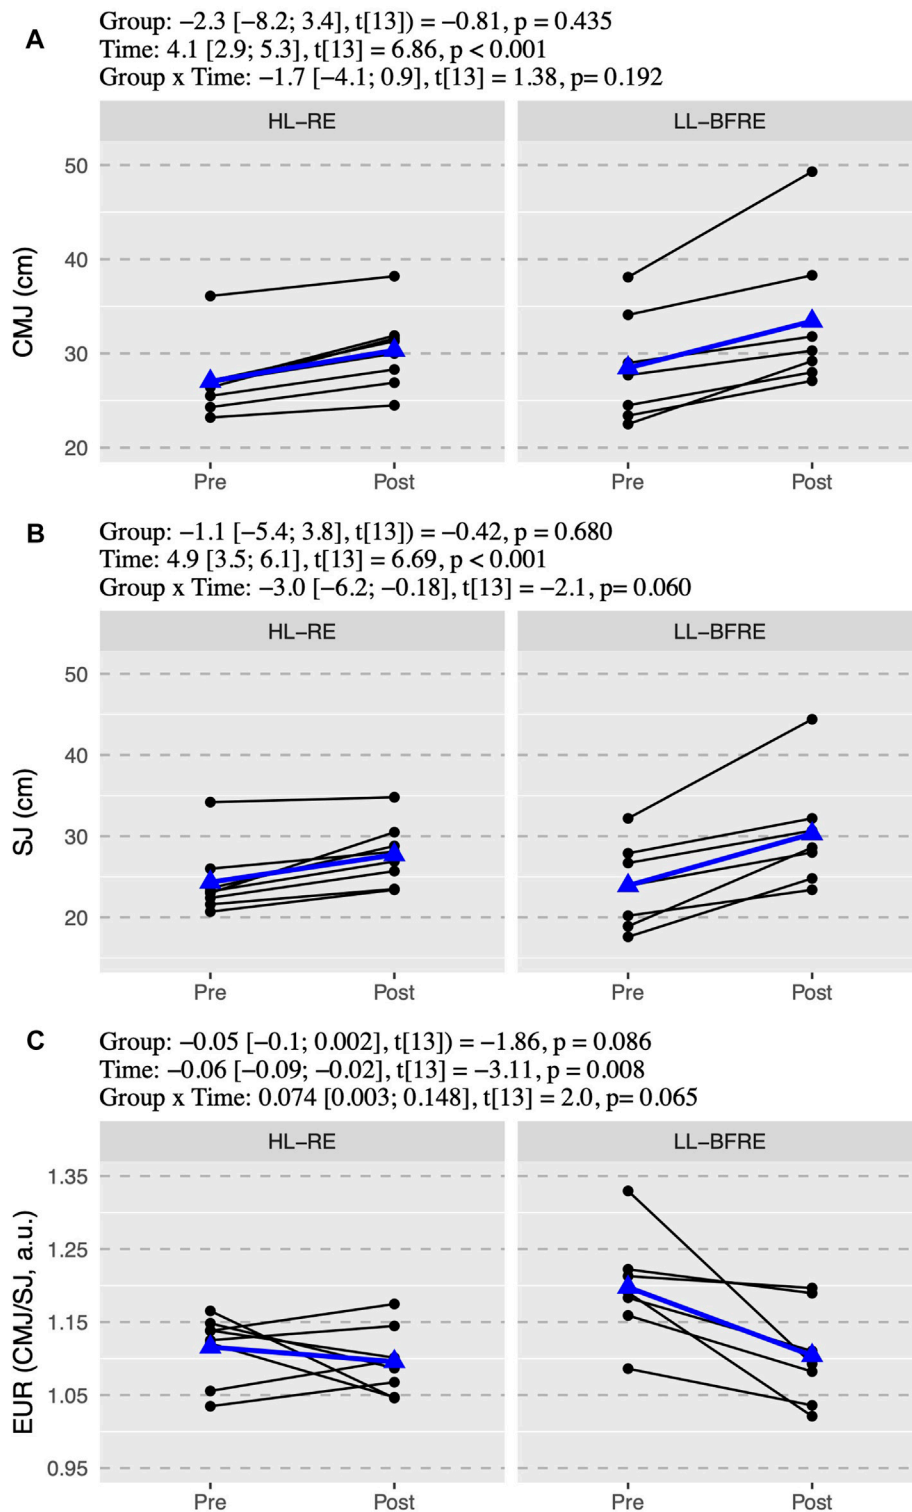 A
Group: −2.3 [−8.2; 3.4], t[13]) = −0.81, p = 0.435
Time: 4.1 [2.9; 5.3], t[13] = 6.86, p < 0.001
Group x Time: −1.7 [−4.1; 0.9], t[13] = 1.38, p= 0.192
HL−RE
LL−BFRE
CMJ (cm)
50
40
30
20
Pre
Post
Pre
Post
B
Group: −1.1 [−5.4; 3.8], t[13]) = −0.42, p = 0.680
Time: 4.9 [3.5; 6.1], t[13] = 6.69, p < 0.001
Group x Time: −3.0 [−6.2; −0.18], t[13] = −2.1, p= 0.060
HL−RE
LL−BFRE
SJ (cm)
50
40
30
20
Pre
Post
Pre
Post
C
Group: −0.05 [−0.1; 0.002], t[13]) = −1.86, p = 0.086
Time: −0.06 [−0.09; −0.02], t[13] = −3.11, p = 0.008
Group x Time: 0.074 [0.003; 0.148], t[13] = 2.0, p= 0.065
HL−RE
LL−BFRE
EUR (CMJ/SJ, a.u.)
1.35
1.25
1.15
1.05
0.95
Pre
Post
Pre
Post